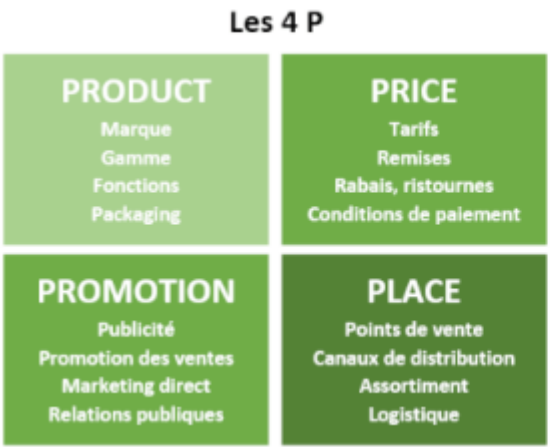 Les 4 P
PRODUCT
Marque
Gamme
Fonctions
Packaging
PRICE
Tarifs
Remises
Rabais, ristournes
Conditions de paiement
PROMOTION
Publicité
Promotion des ventes
Marketing direct
Relations publiques
PLACE
Points de vente
Canaux de distribution
Assortiment
Logistique